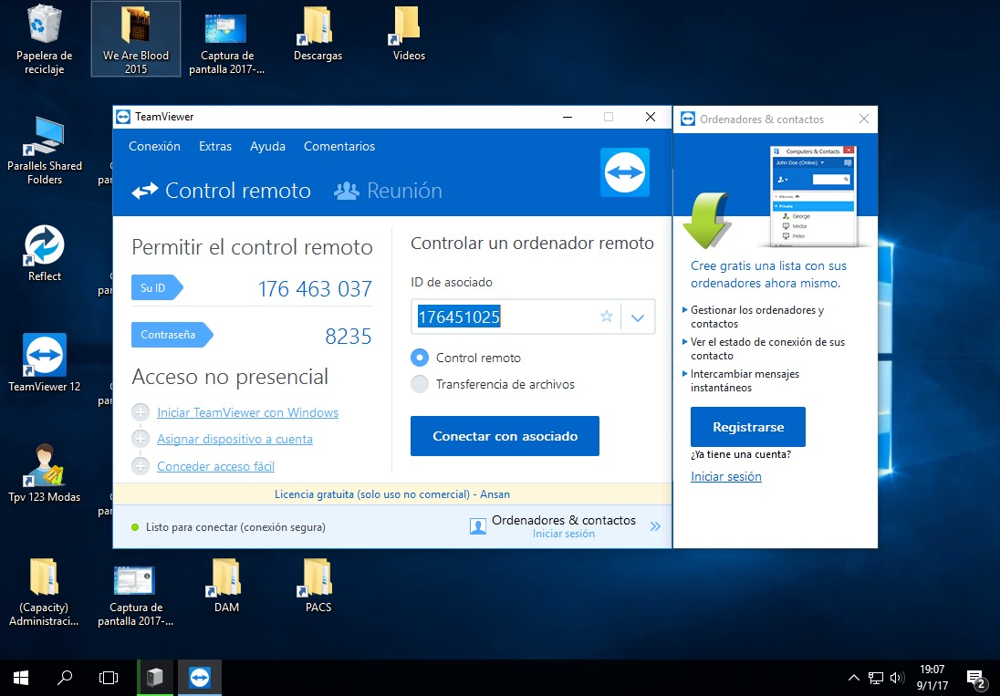 Papelera de
reciclaje
We Are Blood
2015
Captura de
pantalla 2017-...
Descargas
Videos
Parallels Shared
Folders
Reflect
TeamViewer 12
Tpv 123 Modas
TeamViewer
Conexión Extras Ayuda Comentarios
Control remoto Reunión
Permitir el control remoto
Su ID 176 463 037
Contraseña 8235
Acceso no presencial
Iniciar TeamViewer con Windows
Asignar dispositivo a cuenta
Conceder acceso fácil
Controlar un ordenador remoto
ID de asociado
176451025
Control remoto
Transferencia de archivos
Conectar con asociado
Licencia gratuita (solo uso no comercial) - Ansan
Listo para conectar (conexión segura)
Ordenadores & contactos
Iniciar sesión
Ordenadores & contactos
Computers & Contacts
John Doe (Online)
Private
George
Media
Peter
Cree gratis una lista con sus
ordenadores ahora mismo.
Gestionar los ordenadores y
contactos
Ver el estado de conexión de sus
contacto
Intercambiar mensajes
instantáneos
Registrarse
¿Ya tiene una cuenta?
Iniciar sesión
(Capacity)
Administraci...
Captura de
pantalla 2017-...
DAM
PACS
19:07
9/1/17
2